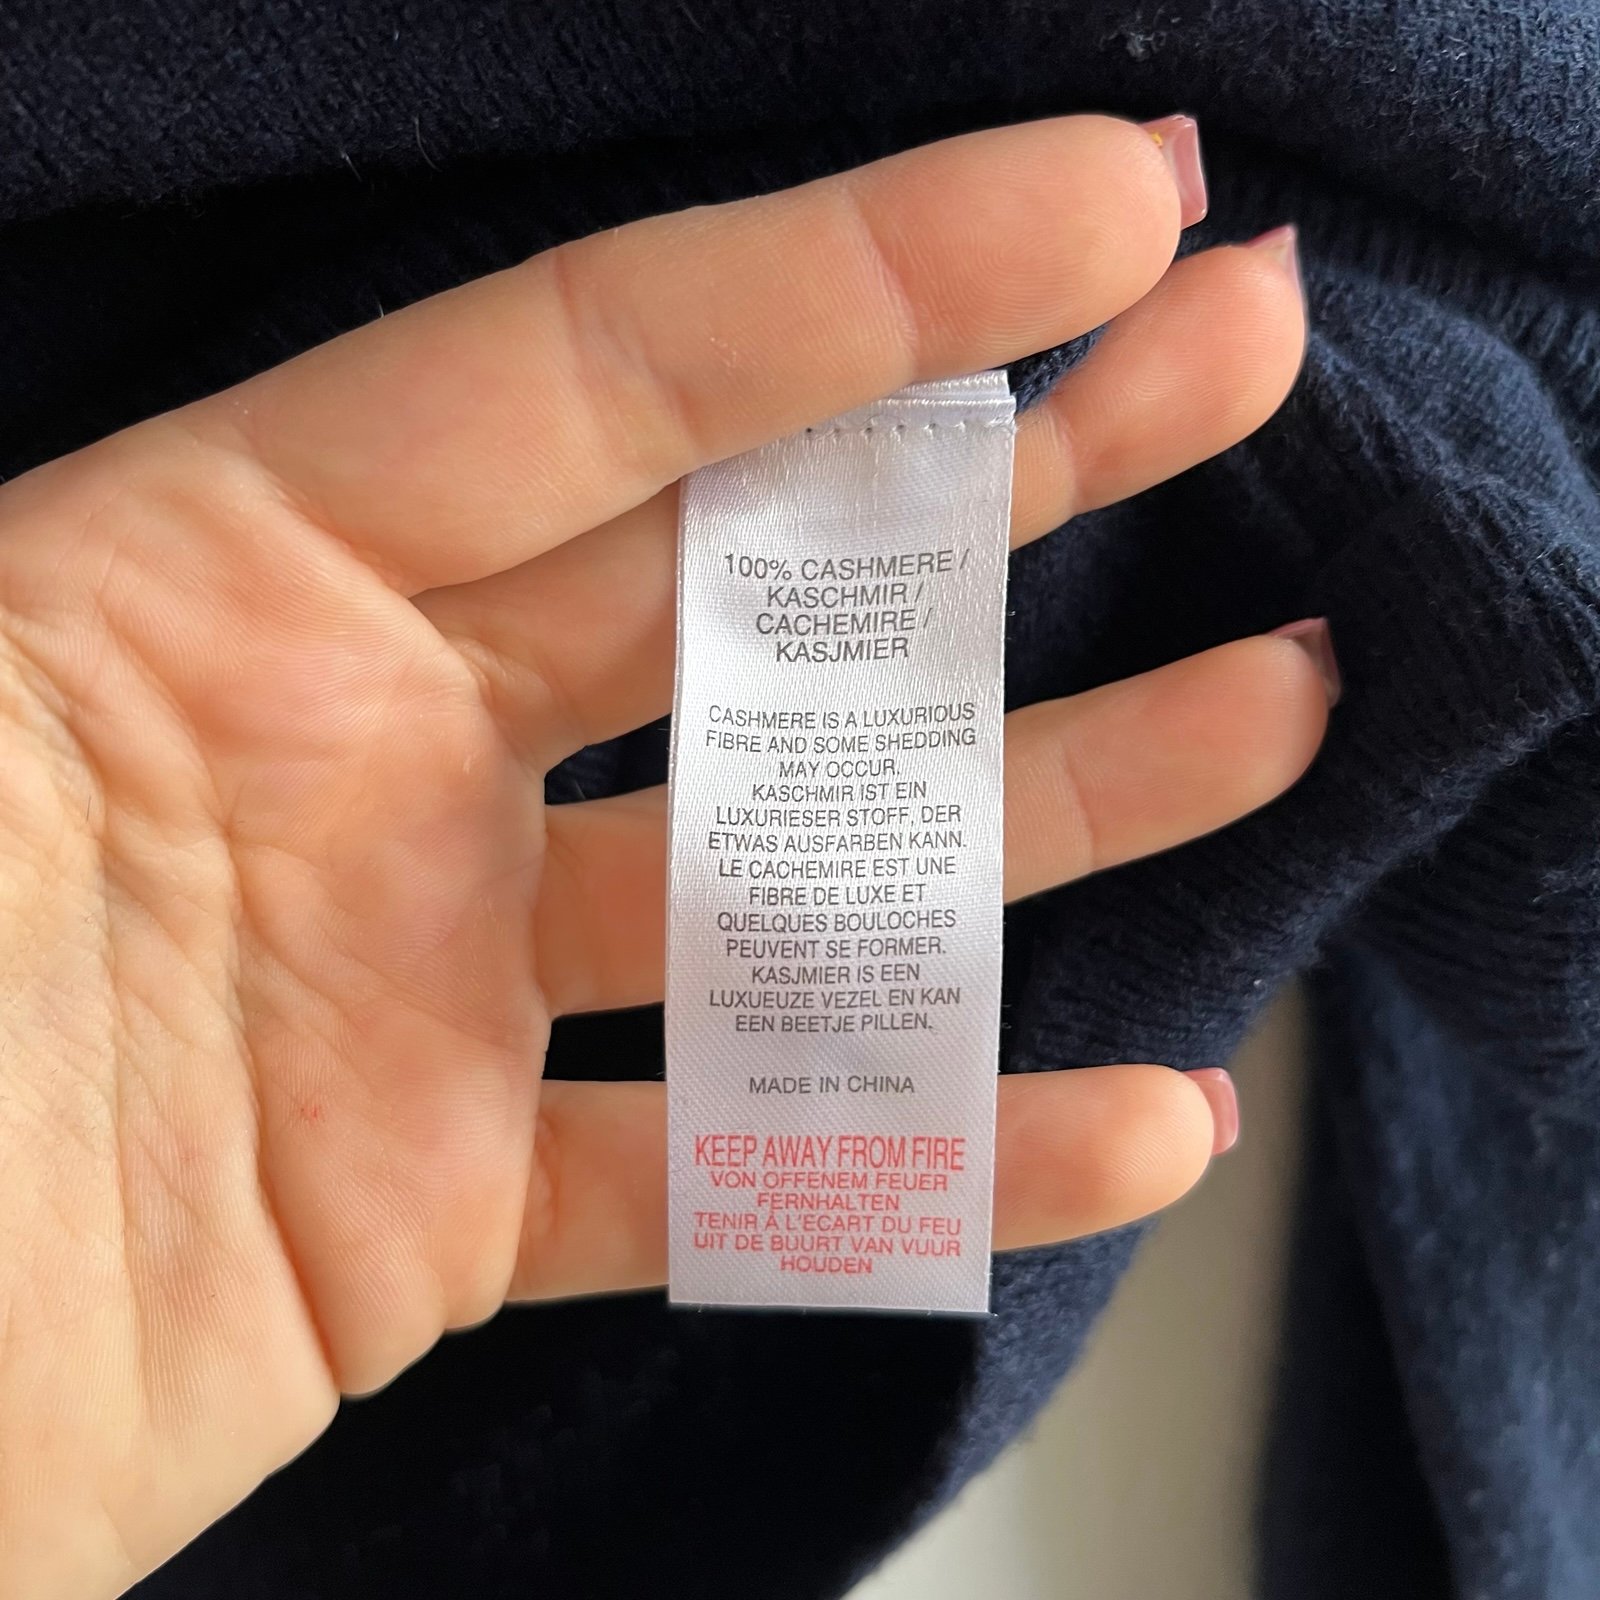 100% CASHMERE /
KASCHMIR /
CACHEMIRE /
KASJMIER
CASHMERE IS A LUXURIOUS
FIBRE AND SOME SHEDDING
MAY OCCUR.
KASCHMIR IST EIN
LUXURIESER STOFF, DER
ETWAS AUSFARBEN KANN.
LE CACHEMIRE EST UNE
FIBRE DE LUXE ET
QUELQUES BOULOCHES
PEUVENT SE FORMER.
KASJMIER IS EEN
LUXUEUZE VEZEL EN KAN
EEN BEETJE PILLEN.
MADE IN CHINA
KEEP AWAY FROM FIRE
VON OFFENEM FEUER
FERNHALTEN
TENIR À L'ECART DU FEU
UIT DE BUURT VAN VUUR
HOUDEN